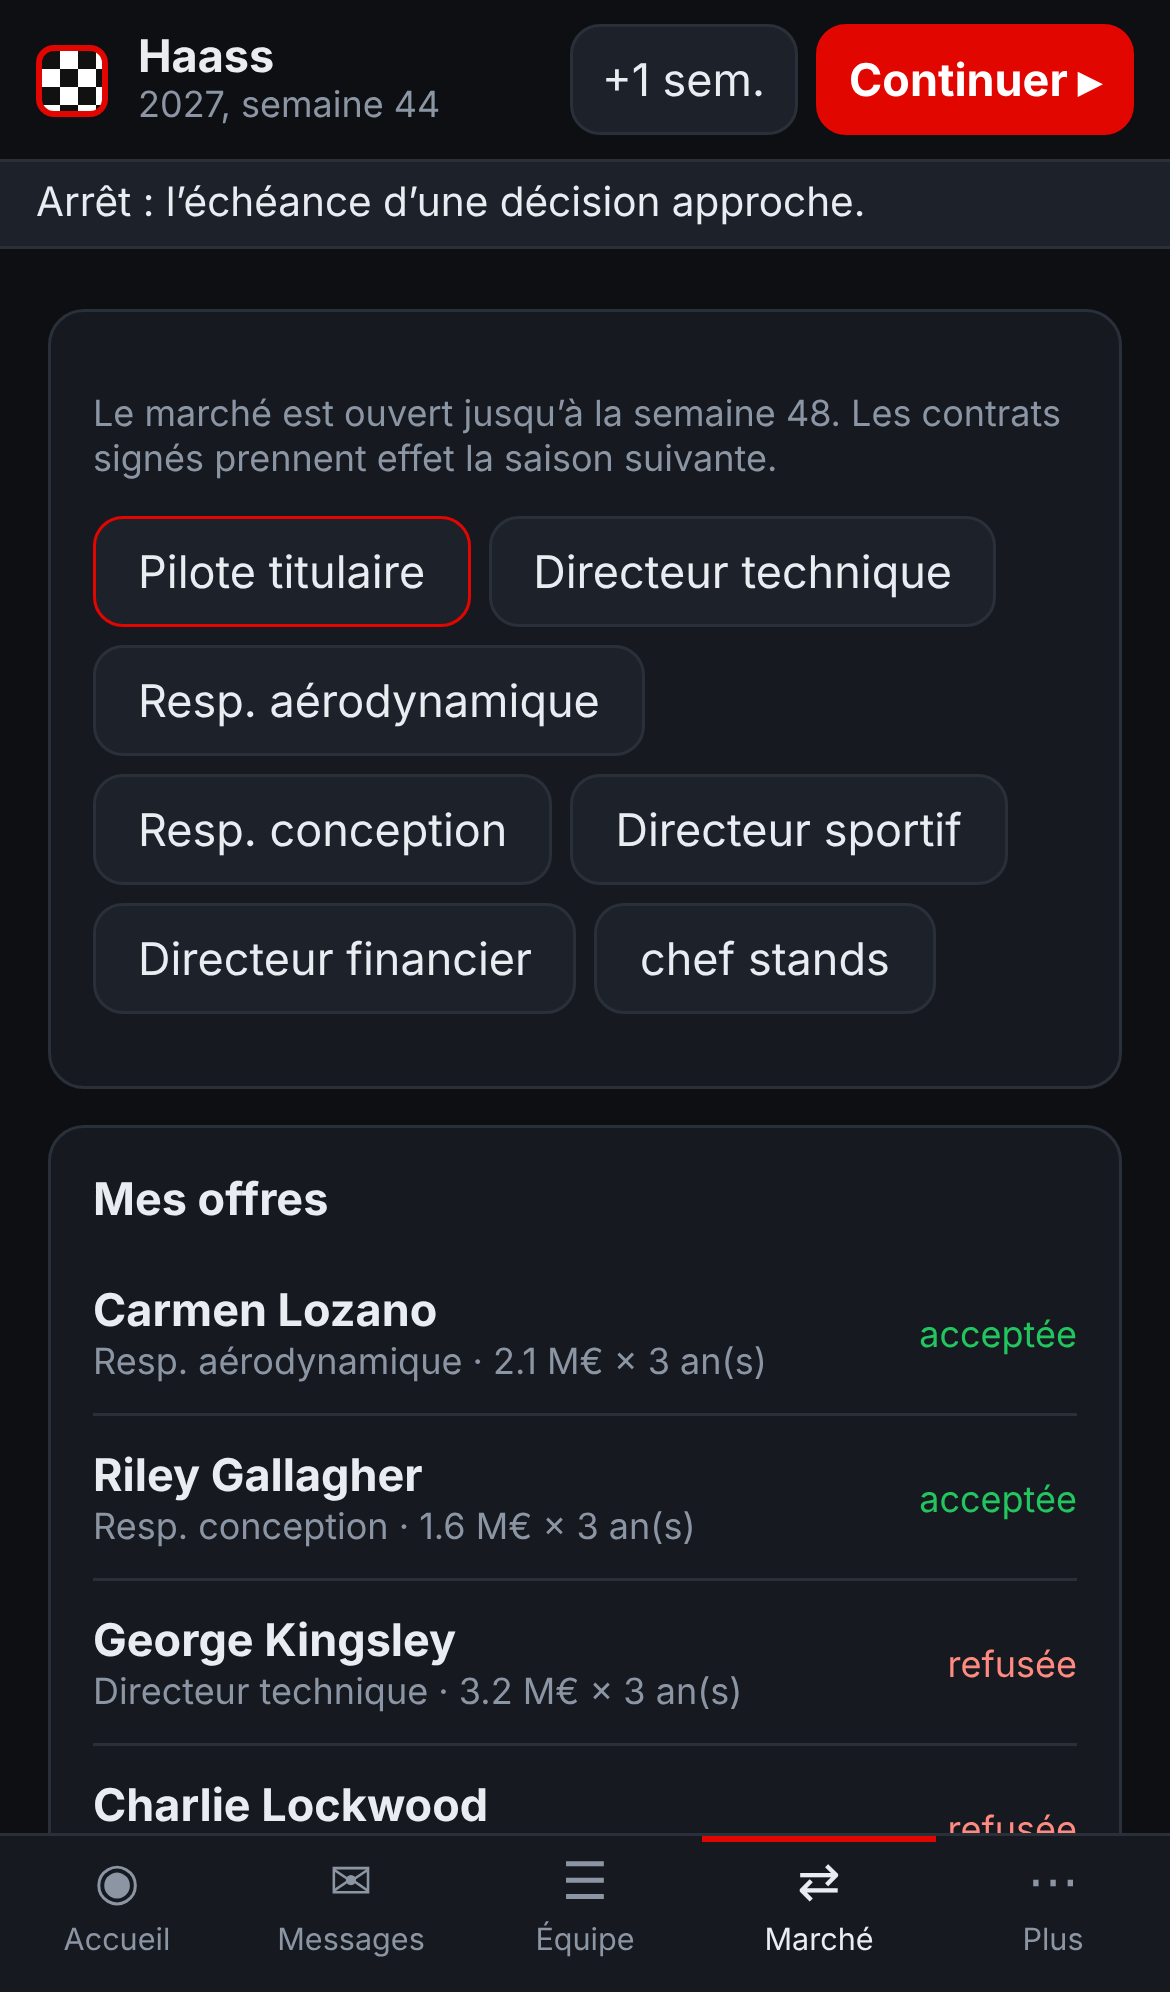 Haass
2027, semaine 44
+1 sem.
Continuer ▶
Arrêt : l’échéance d’une décision approche.
Le marché est ouvert jusqu’à la semaine 48. Les contrats
signés prennent effet la saison suivante.
Pilote titulaire
Directeur technique
Resp. aérodynamique
Resp. conception
Directeur sportif
Directeur financier
chef stands
Mes offres
Carmen Lozano
Resp. aérodynamique · 2.1 M€ × 3 an(s)
acceptée
Riley Gallagher
Resp. conception · 1.6 M€ × 3 an(s)
acceptée
George Kingsley
Directeur technique · 3.2 M€ × 3 an(s)
refusée
Charlie Lockwood
refusée
Accueil
Messages
Équipe
Marché
Plus